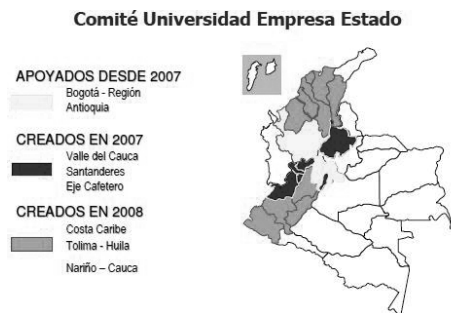 Comité Universidad Empresa Estado
APOYADOS DESDE 2007
Bogotá - Región
Antioquia
CREADOS EN 2007
Valle del Cauca
Santanderes
Eje Cafetero
CREADOS EN 2008
Costa Caribe
Tolima - Huila
Nariño – Cauca